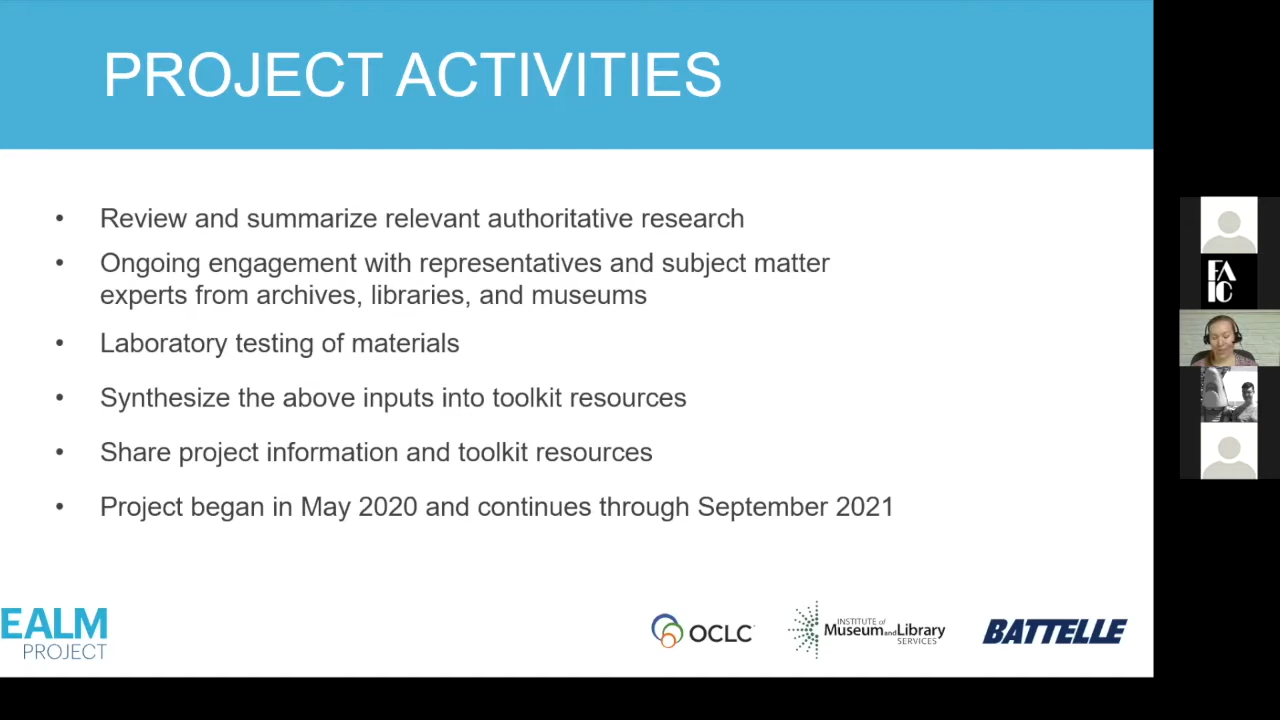 PROJECT ACTIVITIES
• Review and summarize relevant authoritative research
• Ongoing engagement with representatives and subject matter
experts from archives, libraries, and museums
• Laboratory testing of materials
• Synthesize the above inputs into toolkit resources
• Share project information and toolkit resources
• Project began in May 2020 and continues through September 2021
EALM
PROJECT
OCLC
INSTITUTE of
Museum and Library
SERVICES
BATTELLE
FA
IC